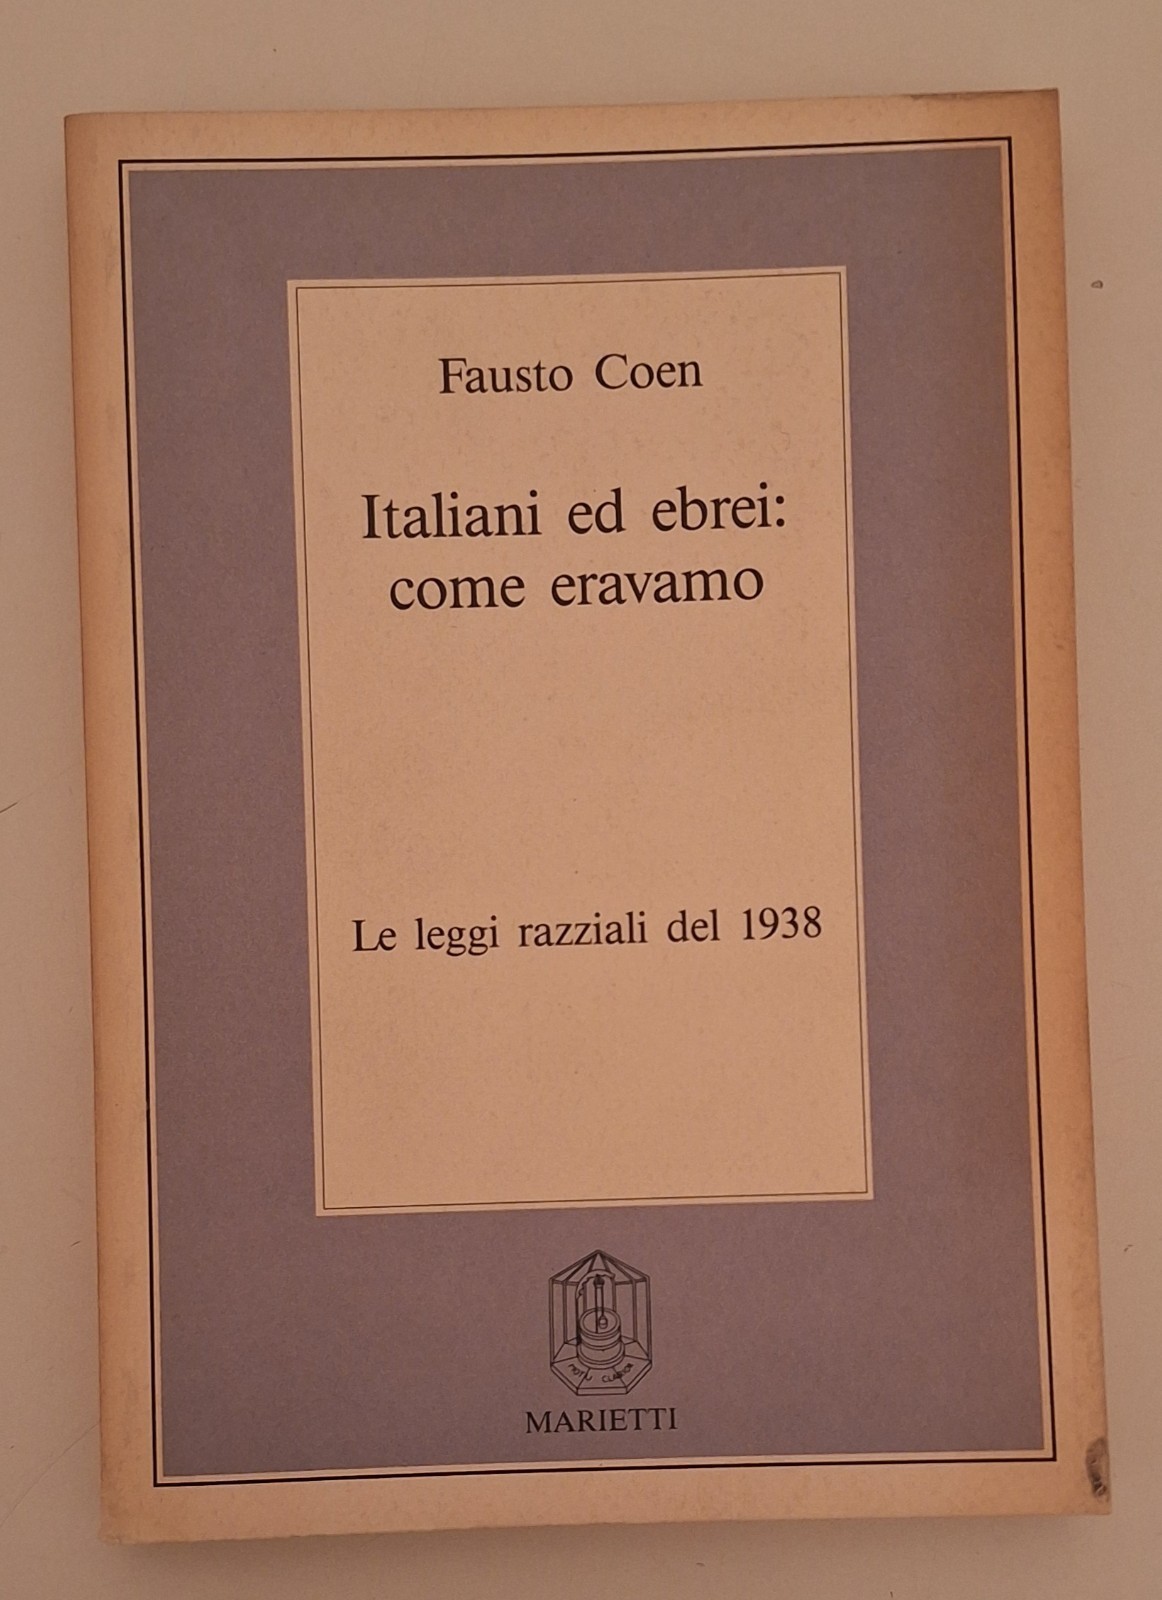 Fausto Coen
Italiani ed ebrei:
come eravamo
Le leggi razziali del 1938
MARIETTI